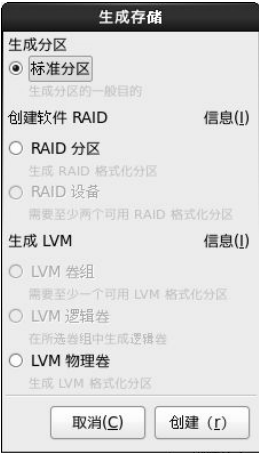 生成存储
生成分区
标准分区
生成分区的一般目的
创建软件 RAID 信息(I)
RAID 分区
生成 RAID 格式化分区
RAID 设备
需要至少两个可用 RAID 格式化分区
生成 LVM 信息(I)
LVM 卷组
需要至少一个可用 LVM 格式化分区
LVM 逻辑卷
在所选卷组中生成逻辑卷
LVM 物理卷
生成 LVM 格式化分区
取消(C) 创建（r）